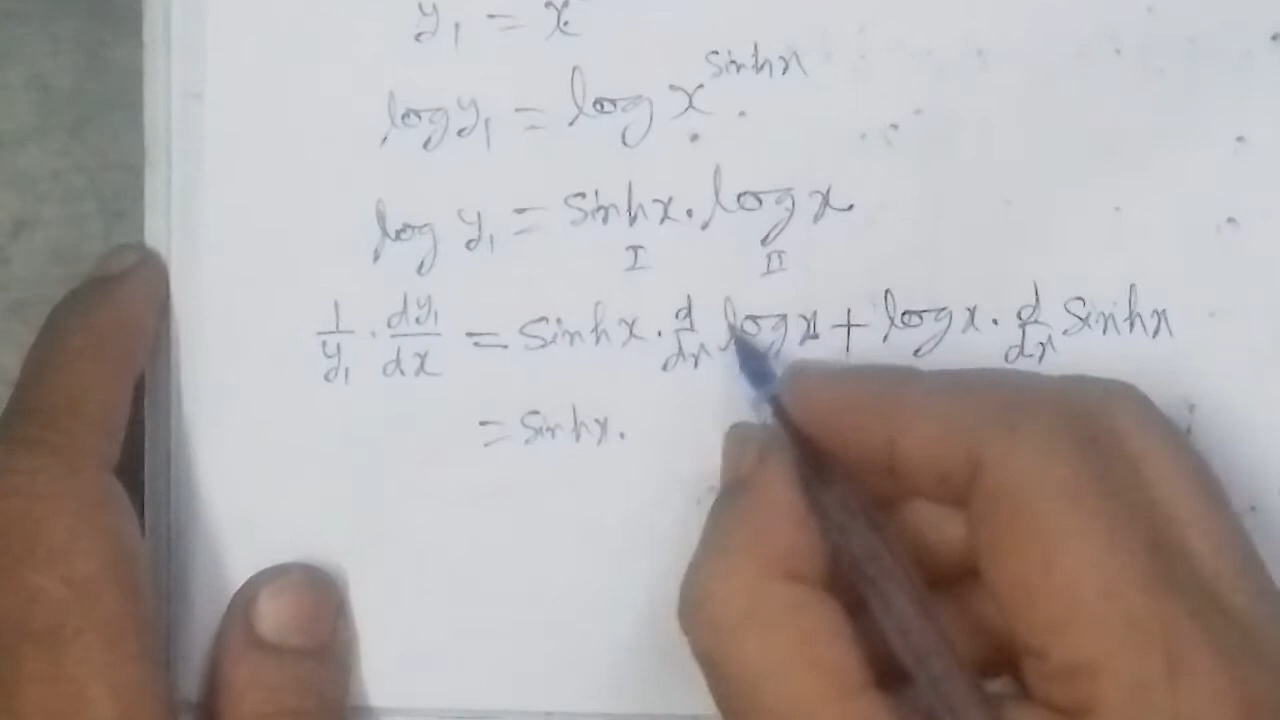 y₁ = x
log y₁ = log x^sinhx .
log y₁ = sinhx . log x
I II
1/y₁ . dy₁/dx = sinhx . d/dx log x + log x . d/dx sinhx
= sinhx .